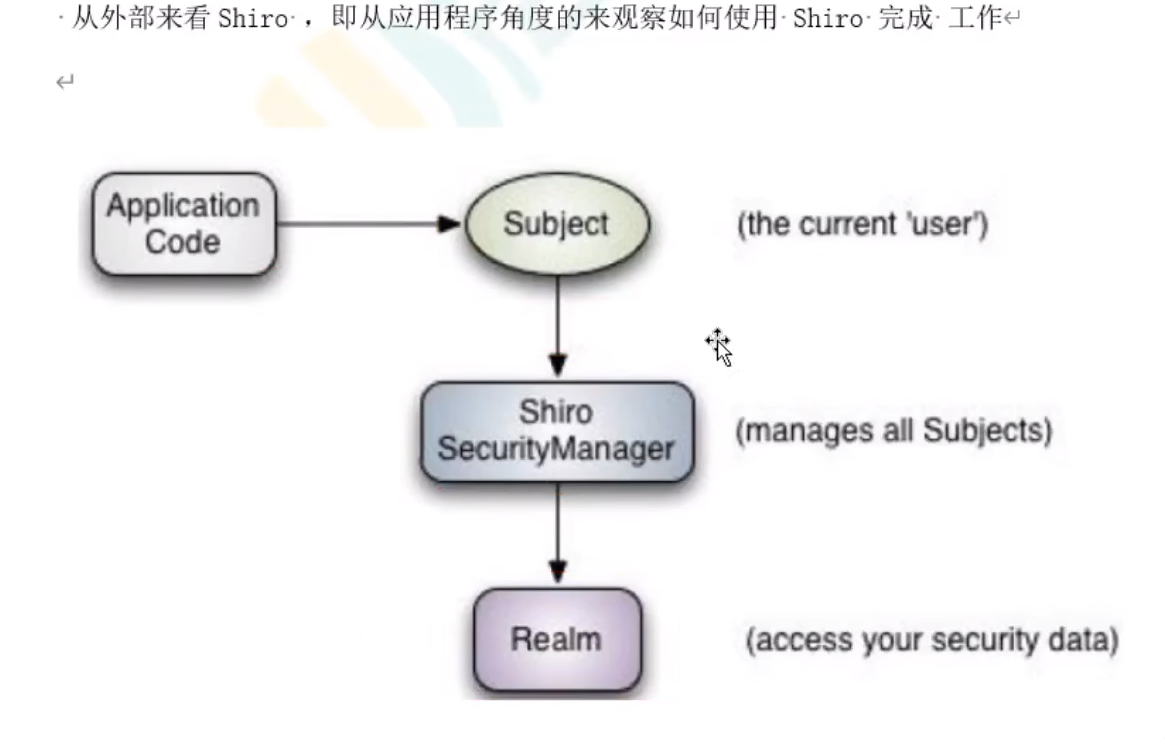 ·从外部来看 Shiro·，即从应用程序角度的来观察如何使用·Shiro·完成·工作↵
↵
Application
Code
Subject
(the current 'user')
Shiro
SecurityManager
(manages all Subjects)
Realm
(access your security data)